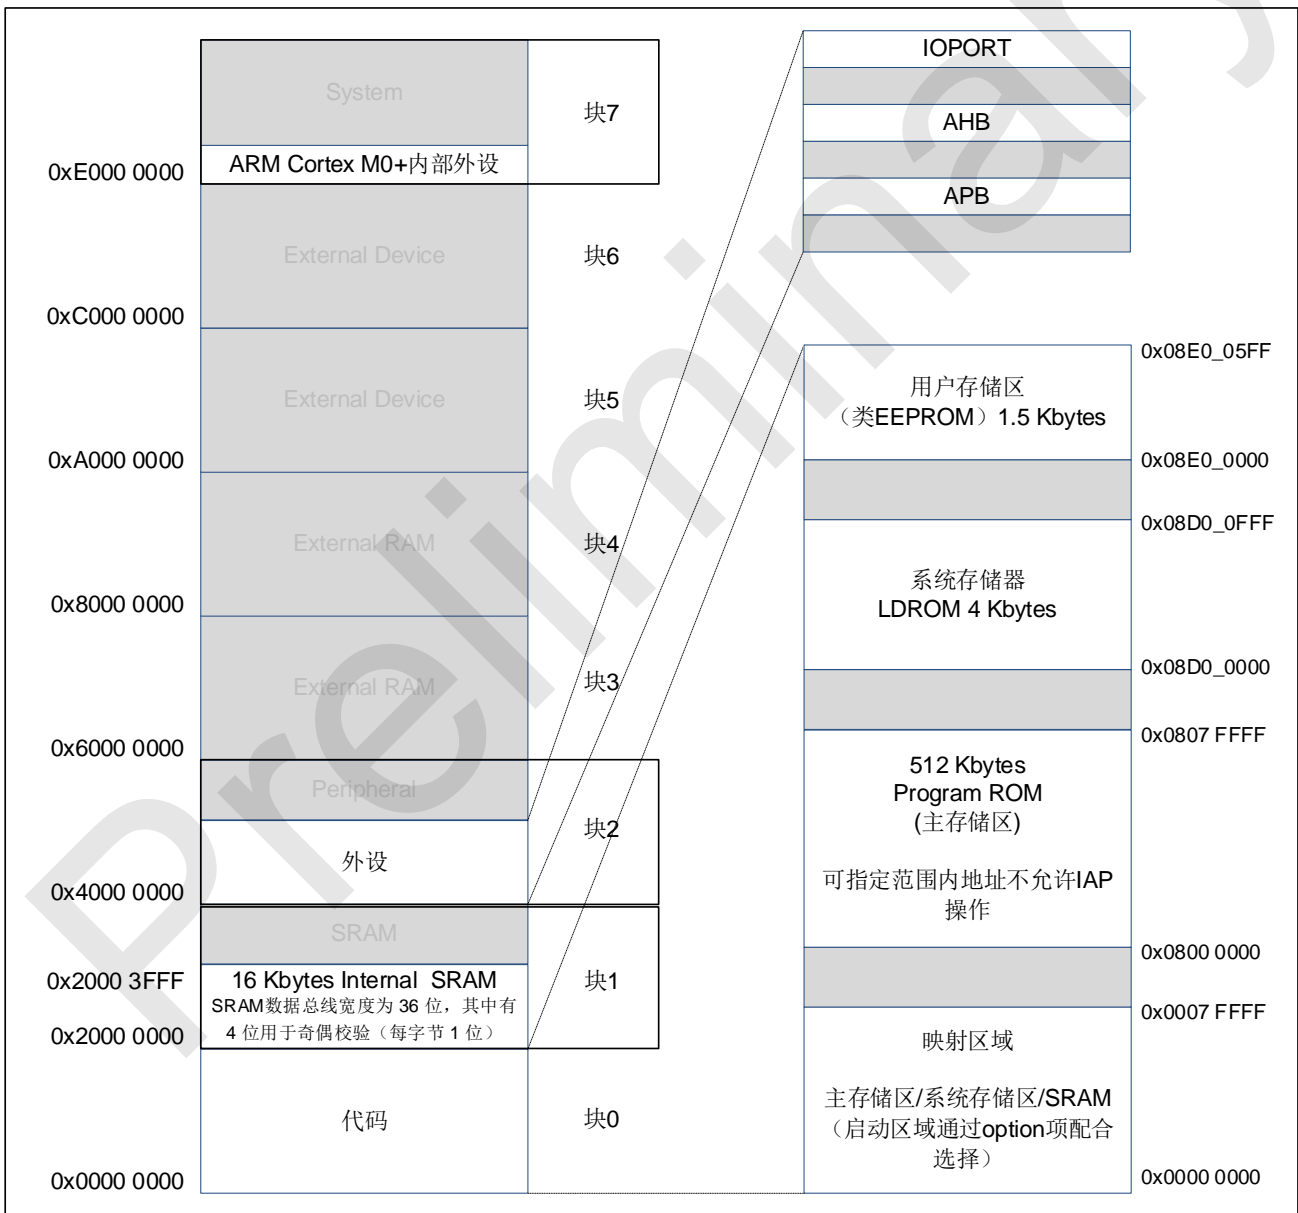 System
块7
0xE000 0000
ARM Cortex M0+内部外设
External Device
块6
0xC000 0000
External Device
块5
0xA000 0000
External RAM
块4
0x8000 0000
External RAM
块3
0x6000 0000
Peripheral
块2
外设
0x4000 0000
SRAM
0x2000 3FFF
16 Kbytes Internal SRAM
块1
SRAM数据总线宽度为 36 位，其中有
4 位用于奇偶校验（每字节 1 位）
0x2000 0000
代码
块0
0x0000 0000
IOPORT
AHB
APB
0x08E0_05FF
用户存储区
（类EEPROM）1.5 Kbytes
0x08E0_0000
0x08D0_0FFF
系统存储器
LDROM 4 Kbytes
0x08D0_0000
0x0807 FFFF
512 Kbytes
Program ROM
(主存储区)
可指定范围内地址不允许IAP
操作
0x0800 0000
0x0007 FFFF
映射区域
主存储区/系统存储区/SRAM
（启动区域通过option项配合
选择）
0x0000 0000
Preliminary